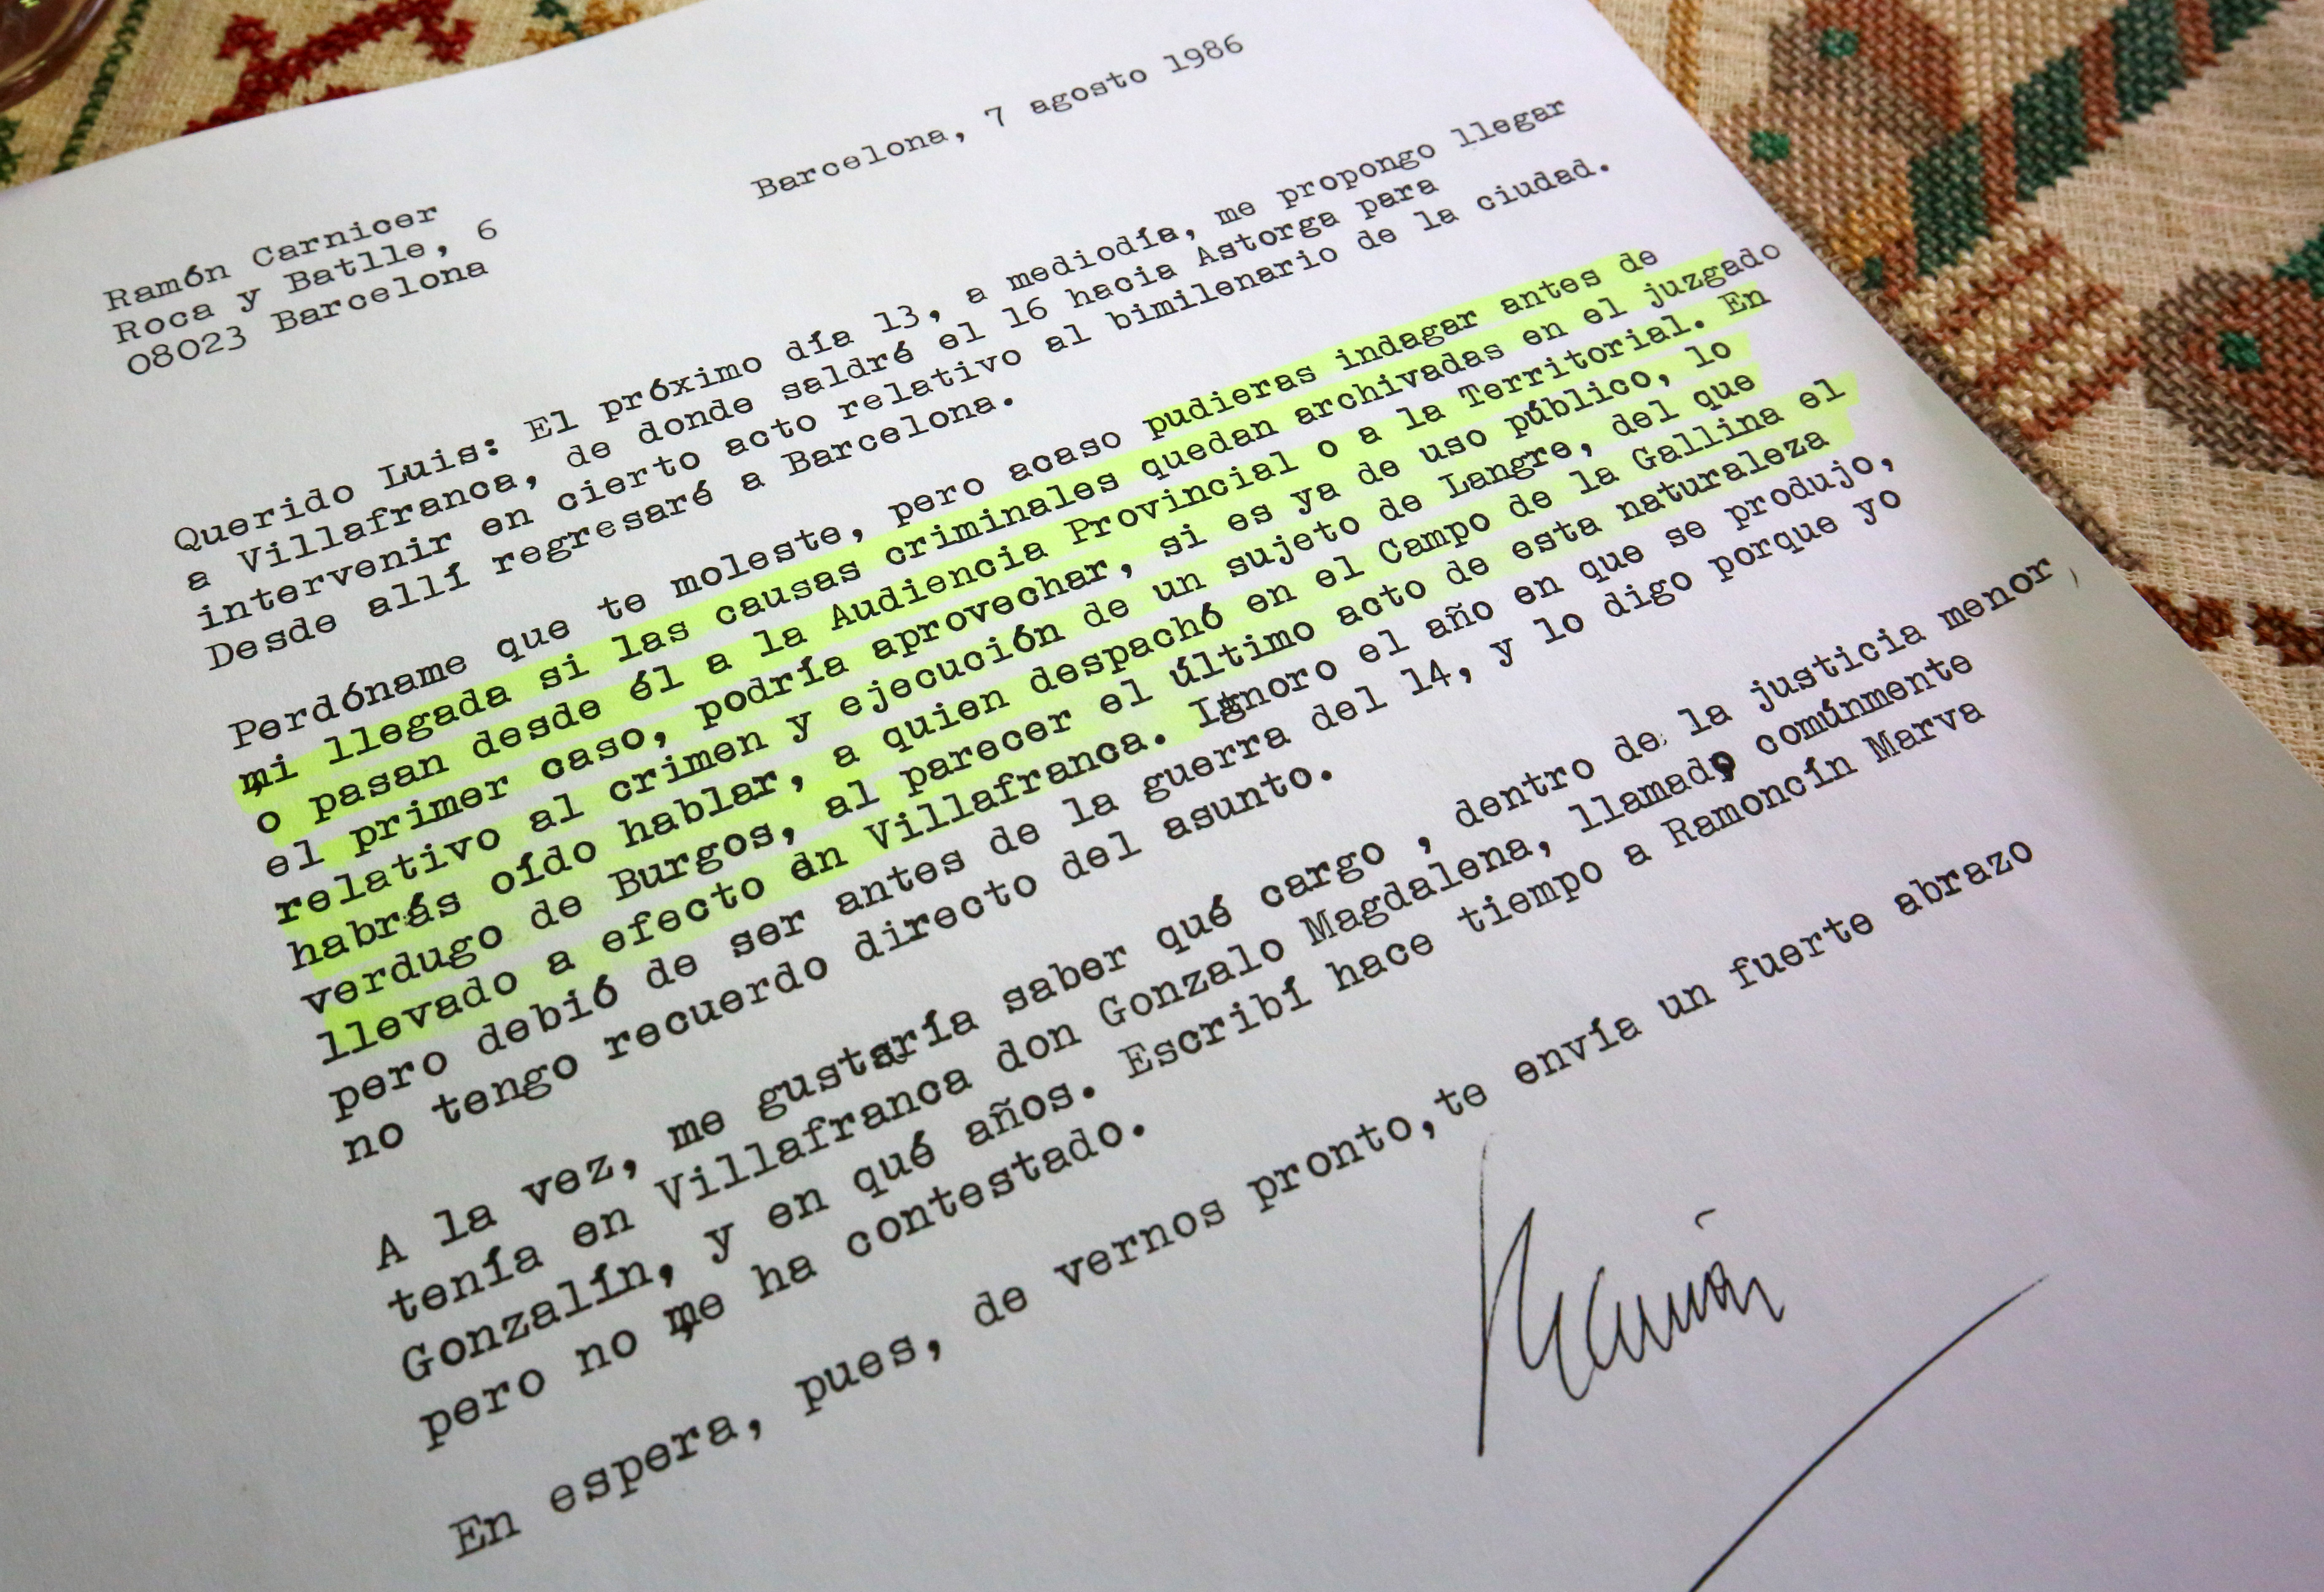 Barcelona, 7 agosto 1986
Ramón Carnicer
Roca y Batlle, 6
08023 Barcelona
Querido Luis: El próximo día 13, a mediodía, me propongo llegar
a Villafranca, de donde saldré el 16 hacia Astorga para
intervenir en cierto acto relativo al bimilenario de la ciudad.
Desde allí regresaré a Barcelona.
Perdóname que te moleste, pero acaso pudieras indagar antes de
mi llegada si las causas criminales quedan archivadas en el juzgado
o pasan desde él a la Audiencia Provincial o a la Territorial. En
el primer caso, podría aprovechar, si es ya de uso público, lo
relativo al crimen y ejecución de un sujeto de Langre, del que
habrás oído hablar, a quien despachó en el Campo de la Gallina el
verdugo de Burgos, al parecer el último acto de esta naturaleza
llevado a efecto en Villafranca. Ignoro el año en que se produjo,
pero debió de ser antes de la guerra del 14, y lo digo porque yo
no tengo recuerdo directo del asunto.
A la vez, me gustaría saber qué cargo , dentro de la justicia menor,
tenía en Villafranca don Gonzalo Magdalena, llamado comúnmente
Gonzalín, y en qué años. Escribí hace tiempo a Ramoncín Marva
pero no me ha contestado.
En espera, pues, de vernos pronto, te envía un fuerte abrazo
Ramón